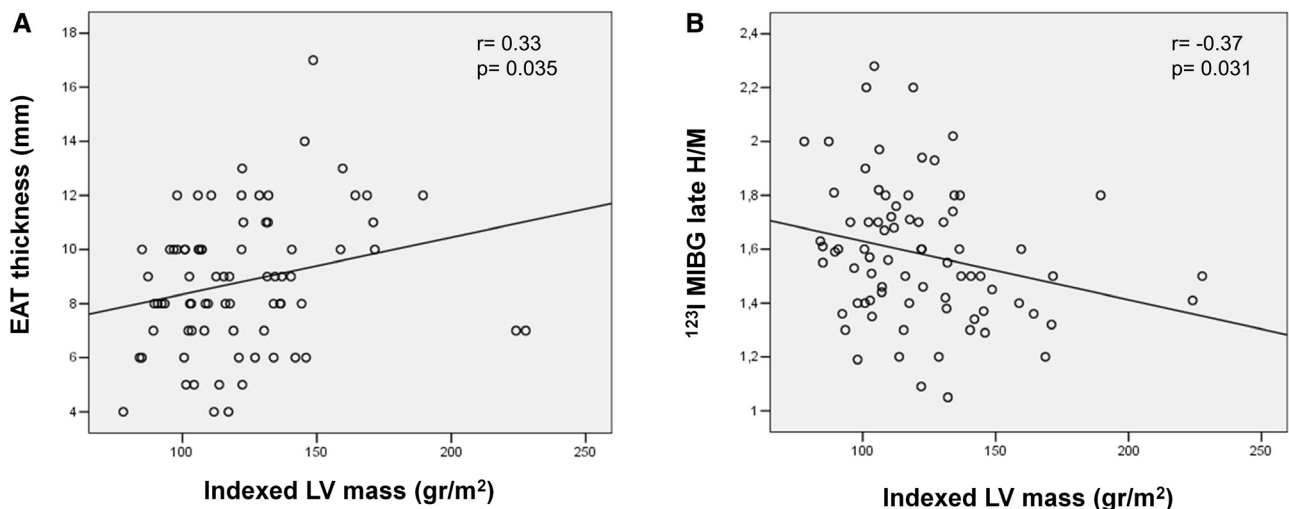 A
r= 0.33
p= 0.035
EAT thickness (mm)
18
16
14
12
10
8
6
4
100
150
200
250
Indexed LV mass (gr/m²)
B
r= -0.37
p= 0.031
¹²³I MIBG late H/M
2,4
2,2
2
1,8
1,6
1,4
1,2
1
100
150
200
250
Indexed LV mass (gr/m²)